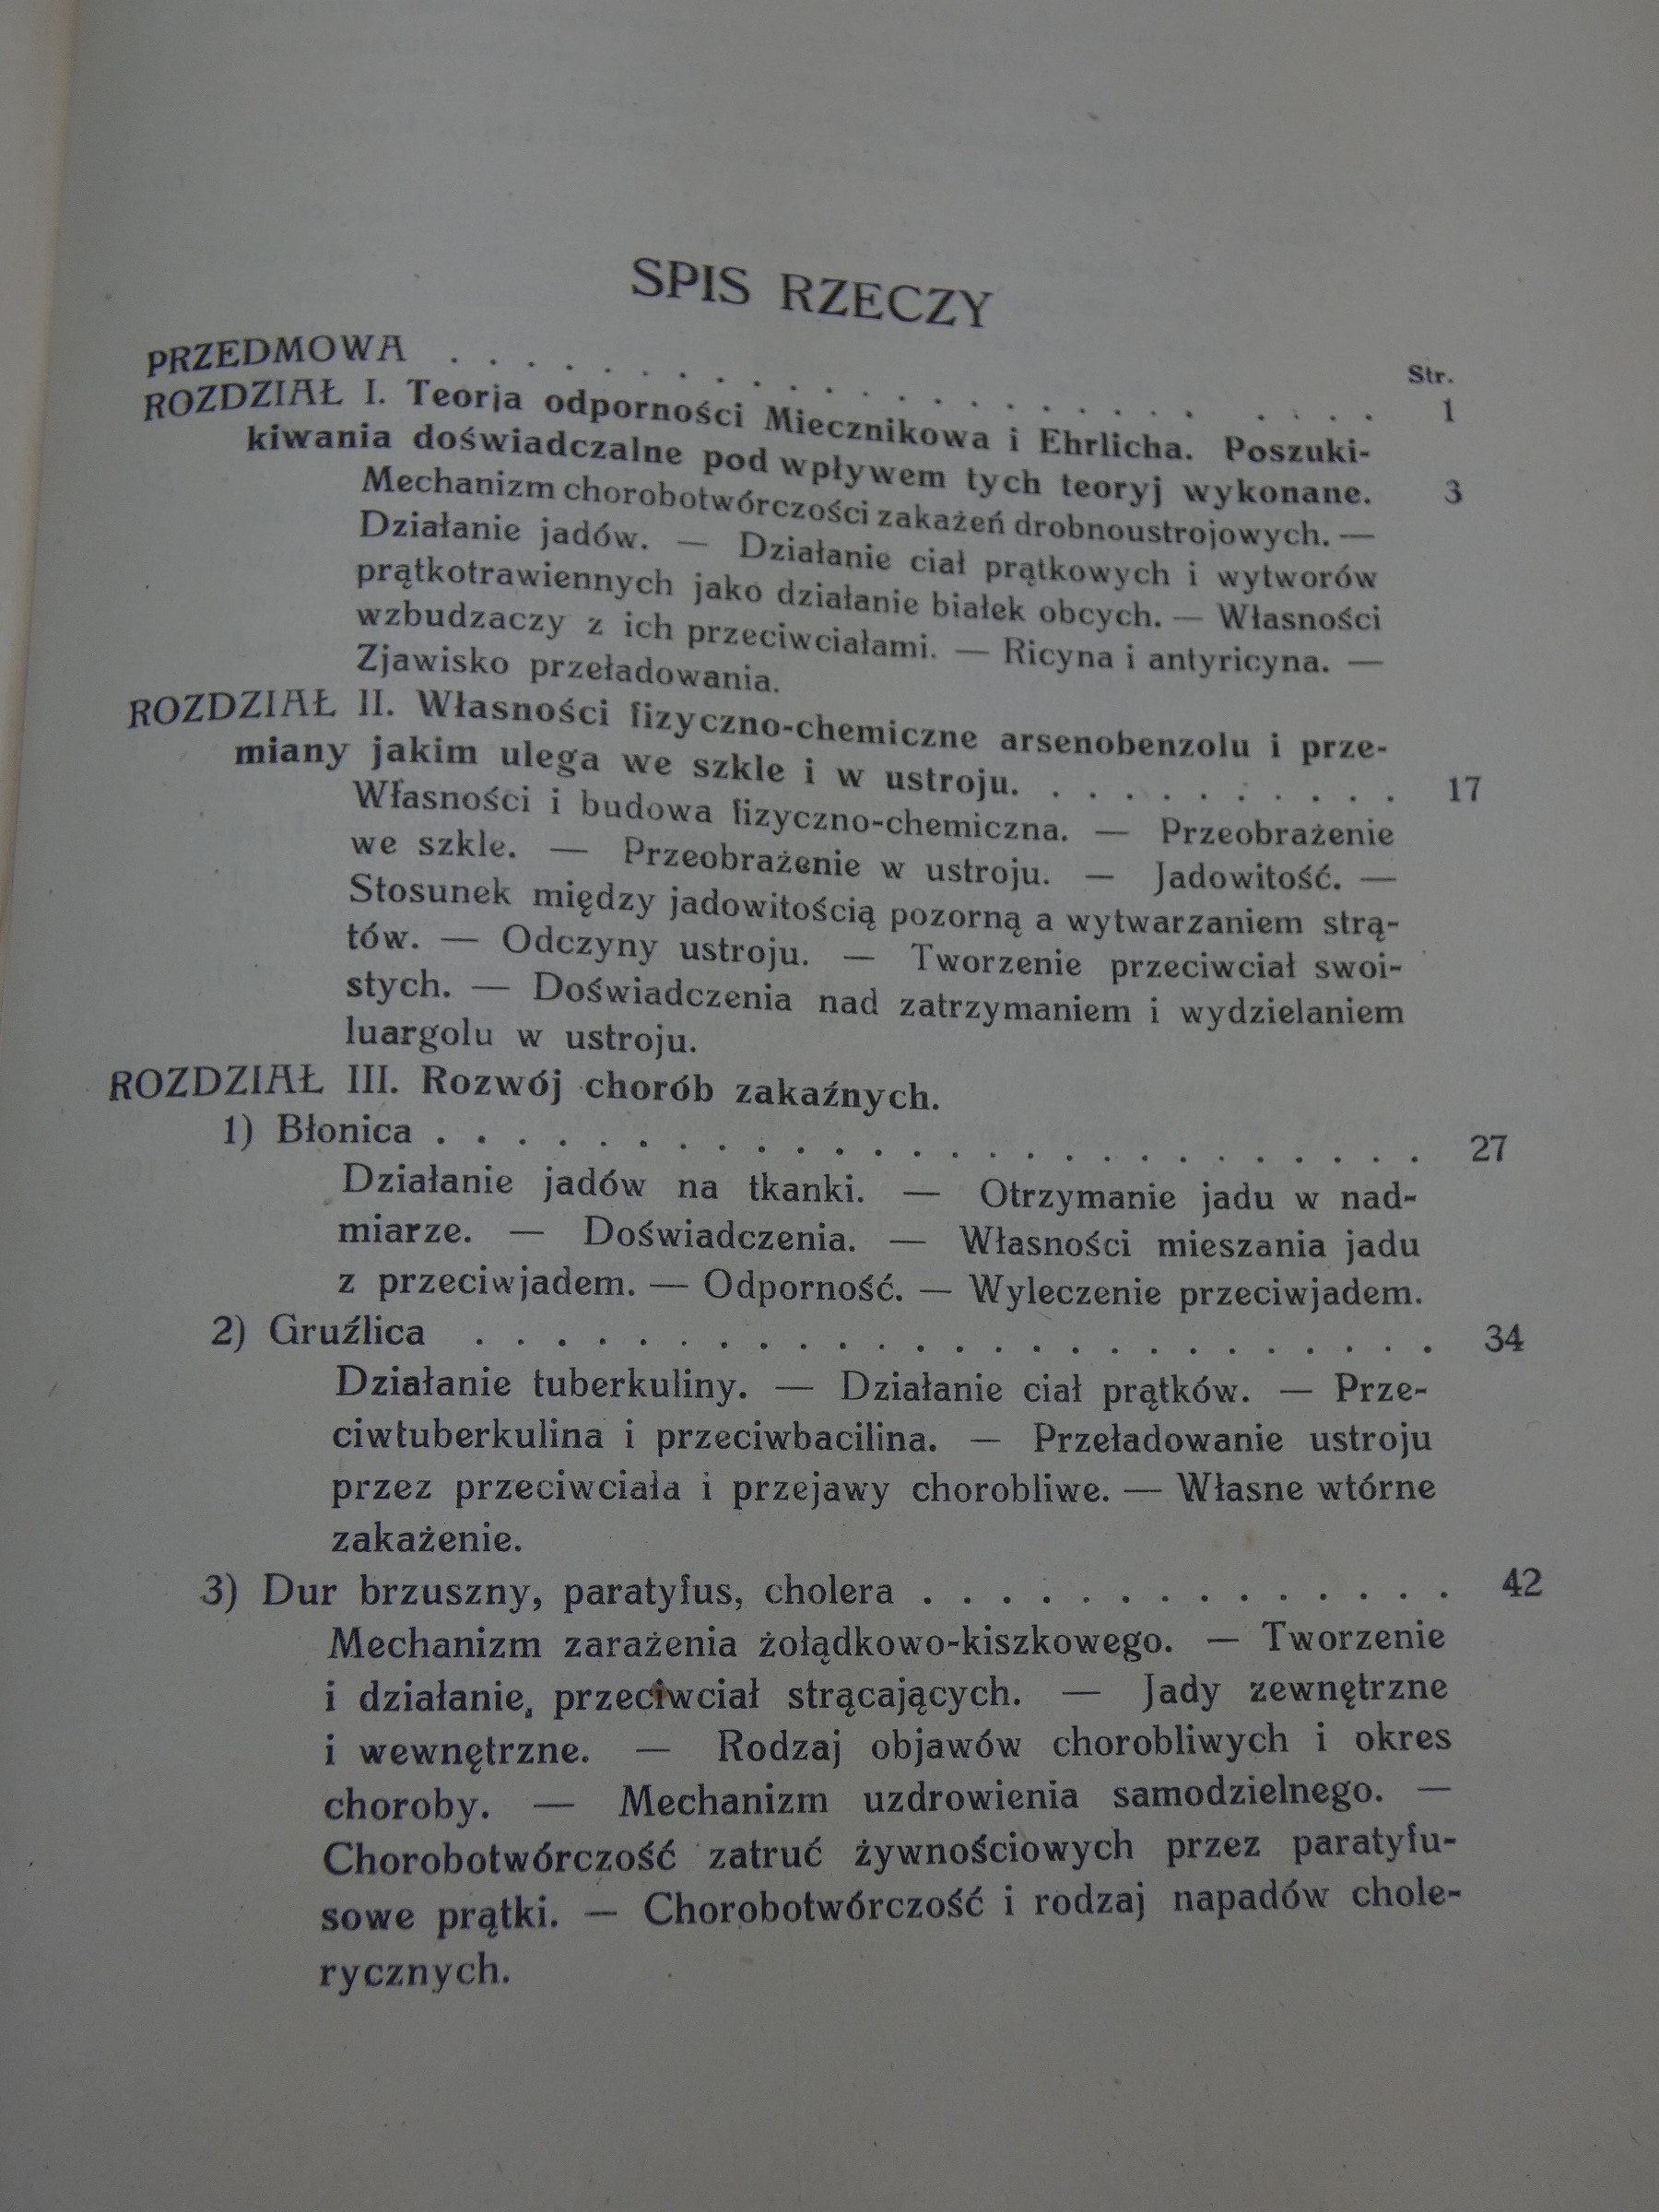 SPIS RZECZY
Str.
PRZEDMOWA . . . . . . . . . . . . . . . . . . . . . . . . 1
ROZDZIAŁ I. Teorja odporności Miecznikowa i Ehrlicha. Poszuki-
kiwania doświadczalne pod wpływem tych teoryj wykonane. 3
Mechanizm chorobotwórczości zakażeń drobnoustrojowych. —
Działanie jadów. — Działanie ciał prątkowych i wytworów
prątkotrawiennych jako działanie białek obcych. — Własności
wzbudzaczy z ich przeciwciałami. — Ricyna i antyricyna. —
Zjawisko przeładowania.
ROZDZIAŁ II. Własności fizyczno-chemiczne arsenobenzolu i prze-
miany jakim ulega we szkle i w ustroju. . . . . . . . . . . 17
Własności i budowa fizyczno-chemiczna. — Przeobrażenie
we szkle. — Przeobrażenie w ustroju. — Jadowitość. —
Stosunek między jadowitością pozorną a wytwarzaniem strą-
tów. — Odczyny ustroju. — Tworzenie przeciwciał swoi-
stych. — Doświadczenia nad zatrzymaniem i wydzielaniem
luargolu w ustroju.
ROZDZIAŁ III. Rozwój chorób zakaźnych.
1) Błonica . . . . . . . . . . . . . . . . . . . . . . . . . . 27
Działanie jadów na tkanki. — Otrzymanie jadu w nad-
miarze. — Doświadczenia. — Własności mieszania jadu
z przeciwjadem. — Odporność. — Wyleczenie przeciwjadem.
2) Gruźlica . . . . . . . . . . . . . . . . . . . . . . . . . 34
Działanie tuberkuliny. — Działanie ciał prątków. — Prze-
ciwtuberkulina i przeciwbacilina. — Przeładowanie ustroju
przez przeciwciała i przejawy chorobliwe. — Własne wtórne
zakażenie.
3) Dur brzuszny, paratyfus, cholera . . . . . . . . . . . . . . 42
Mechanizm zarażenia żołądkowo-kiszkowego. — Tworzenie
i działanie, przeciwciał strącających. — Jady zewnętrzne
i wewnętrzne. — Rodzaj objawów chorobliwych i okres
choroby. — Mechanizm uzdrowienia samodzielnego. —
Chorobotwórczość zatruć żywnościowych przez paratyfu-
sowe prątki. — Chorobotwórczość i rodzaj napadów chole-
rycznych.